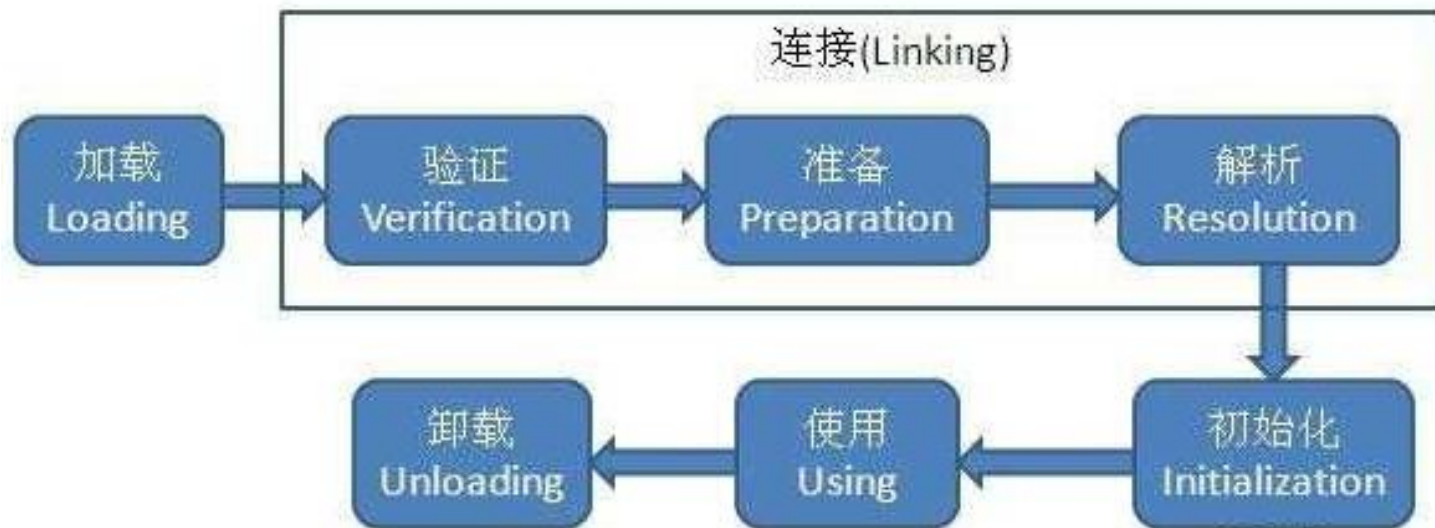 连接(Linking)
加载
Loading
验证
Verification
准备
Preparation
解析
Resolution
初始化
Initialization
使用
Using
卸载
Unloading